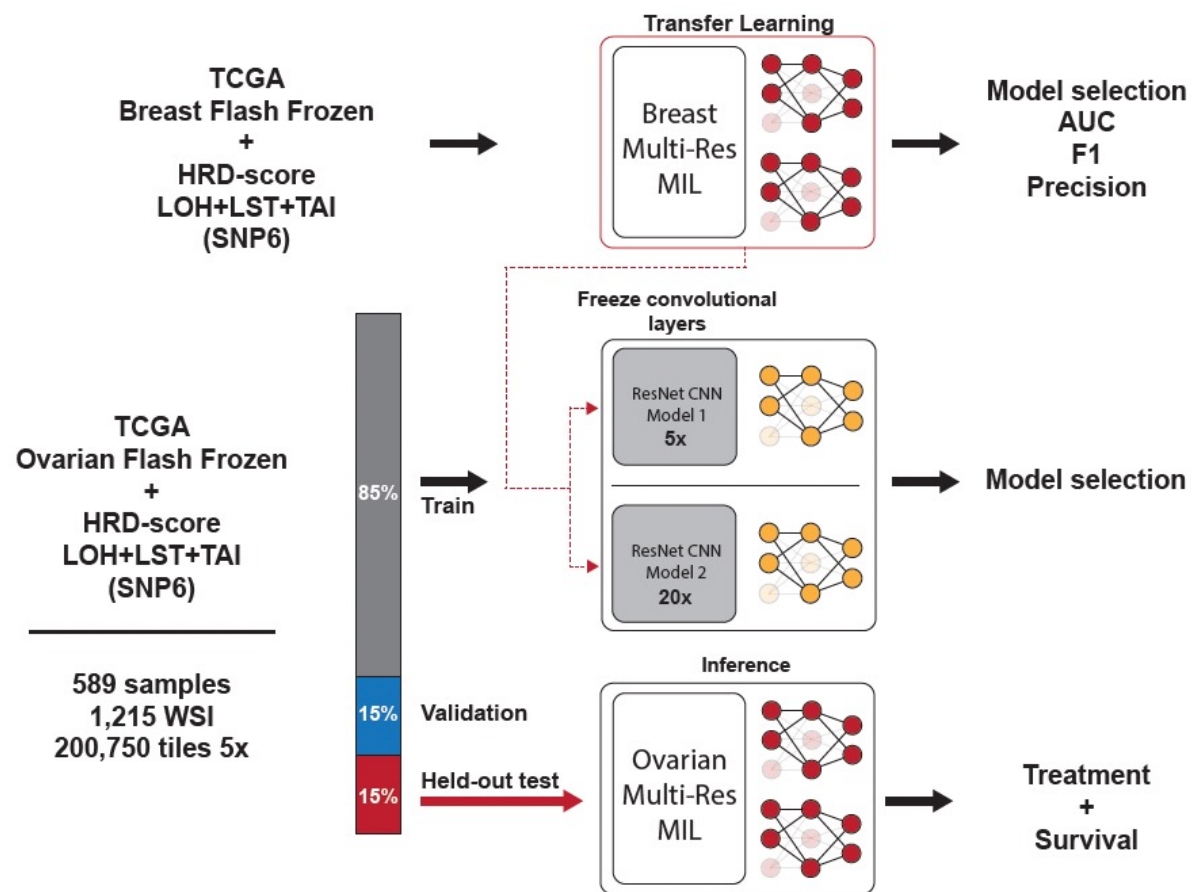 Transfer Learning
TCGA
Breast Flash Frozen
+
HRD-score
LOH+LST+TAI
(SNP6)
Breast
Multi-Res
MIL
Model selection
AUC
F1
Precision
Freeze convolutional
layers
TCGA
Ovarian Flash Frozen
+
HRD-score
LOH+LST+TAI
(SNP6)
589 samples
1,215 WSI
200,750 tiles 5x
85%
Train
ResNet CNN
Model 1
5x
ResNet CNN
Model 2
20x
Model selection
15%
Validation
15%
Held-out test
Inference
Ovarian
Multi-Res
MIL
Treatment
+
Survival